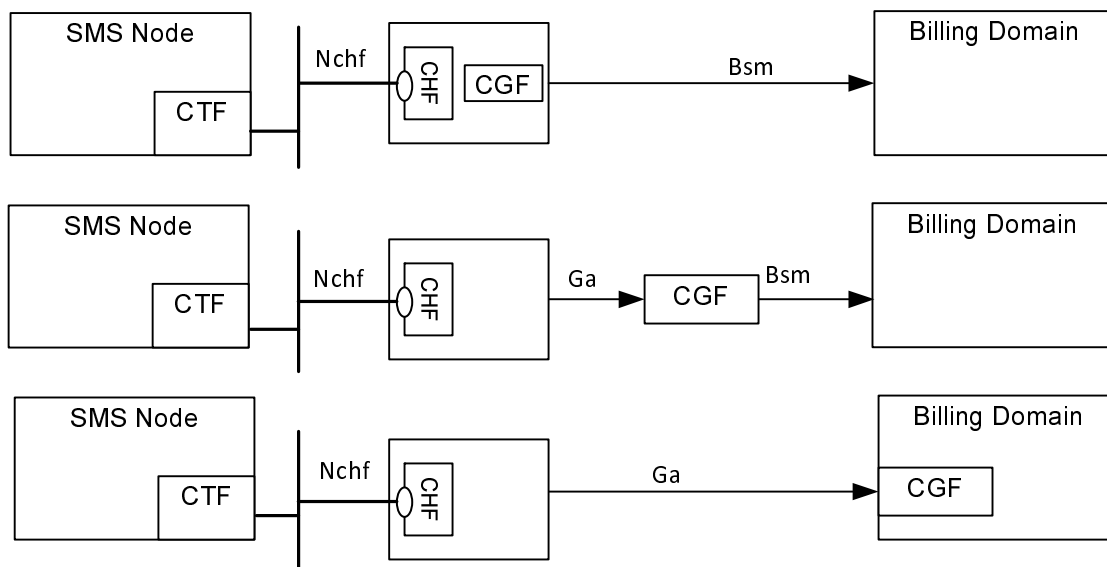 SMS Node
CTF
Nchf
CHF
CGF
Bsm
Billing Domain
SMS Node
CTF
Nchf
CHF
Ga
CGF
Bsm
Billing Domain
SMS Node
CTF
Nchf
CHF
Ga
Billing Domain
CGF